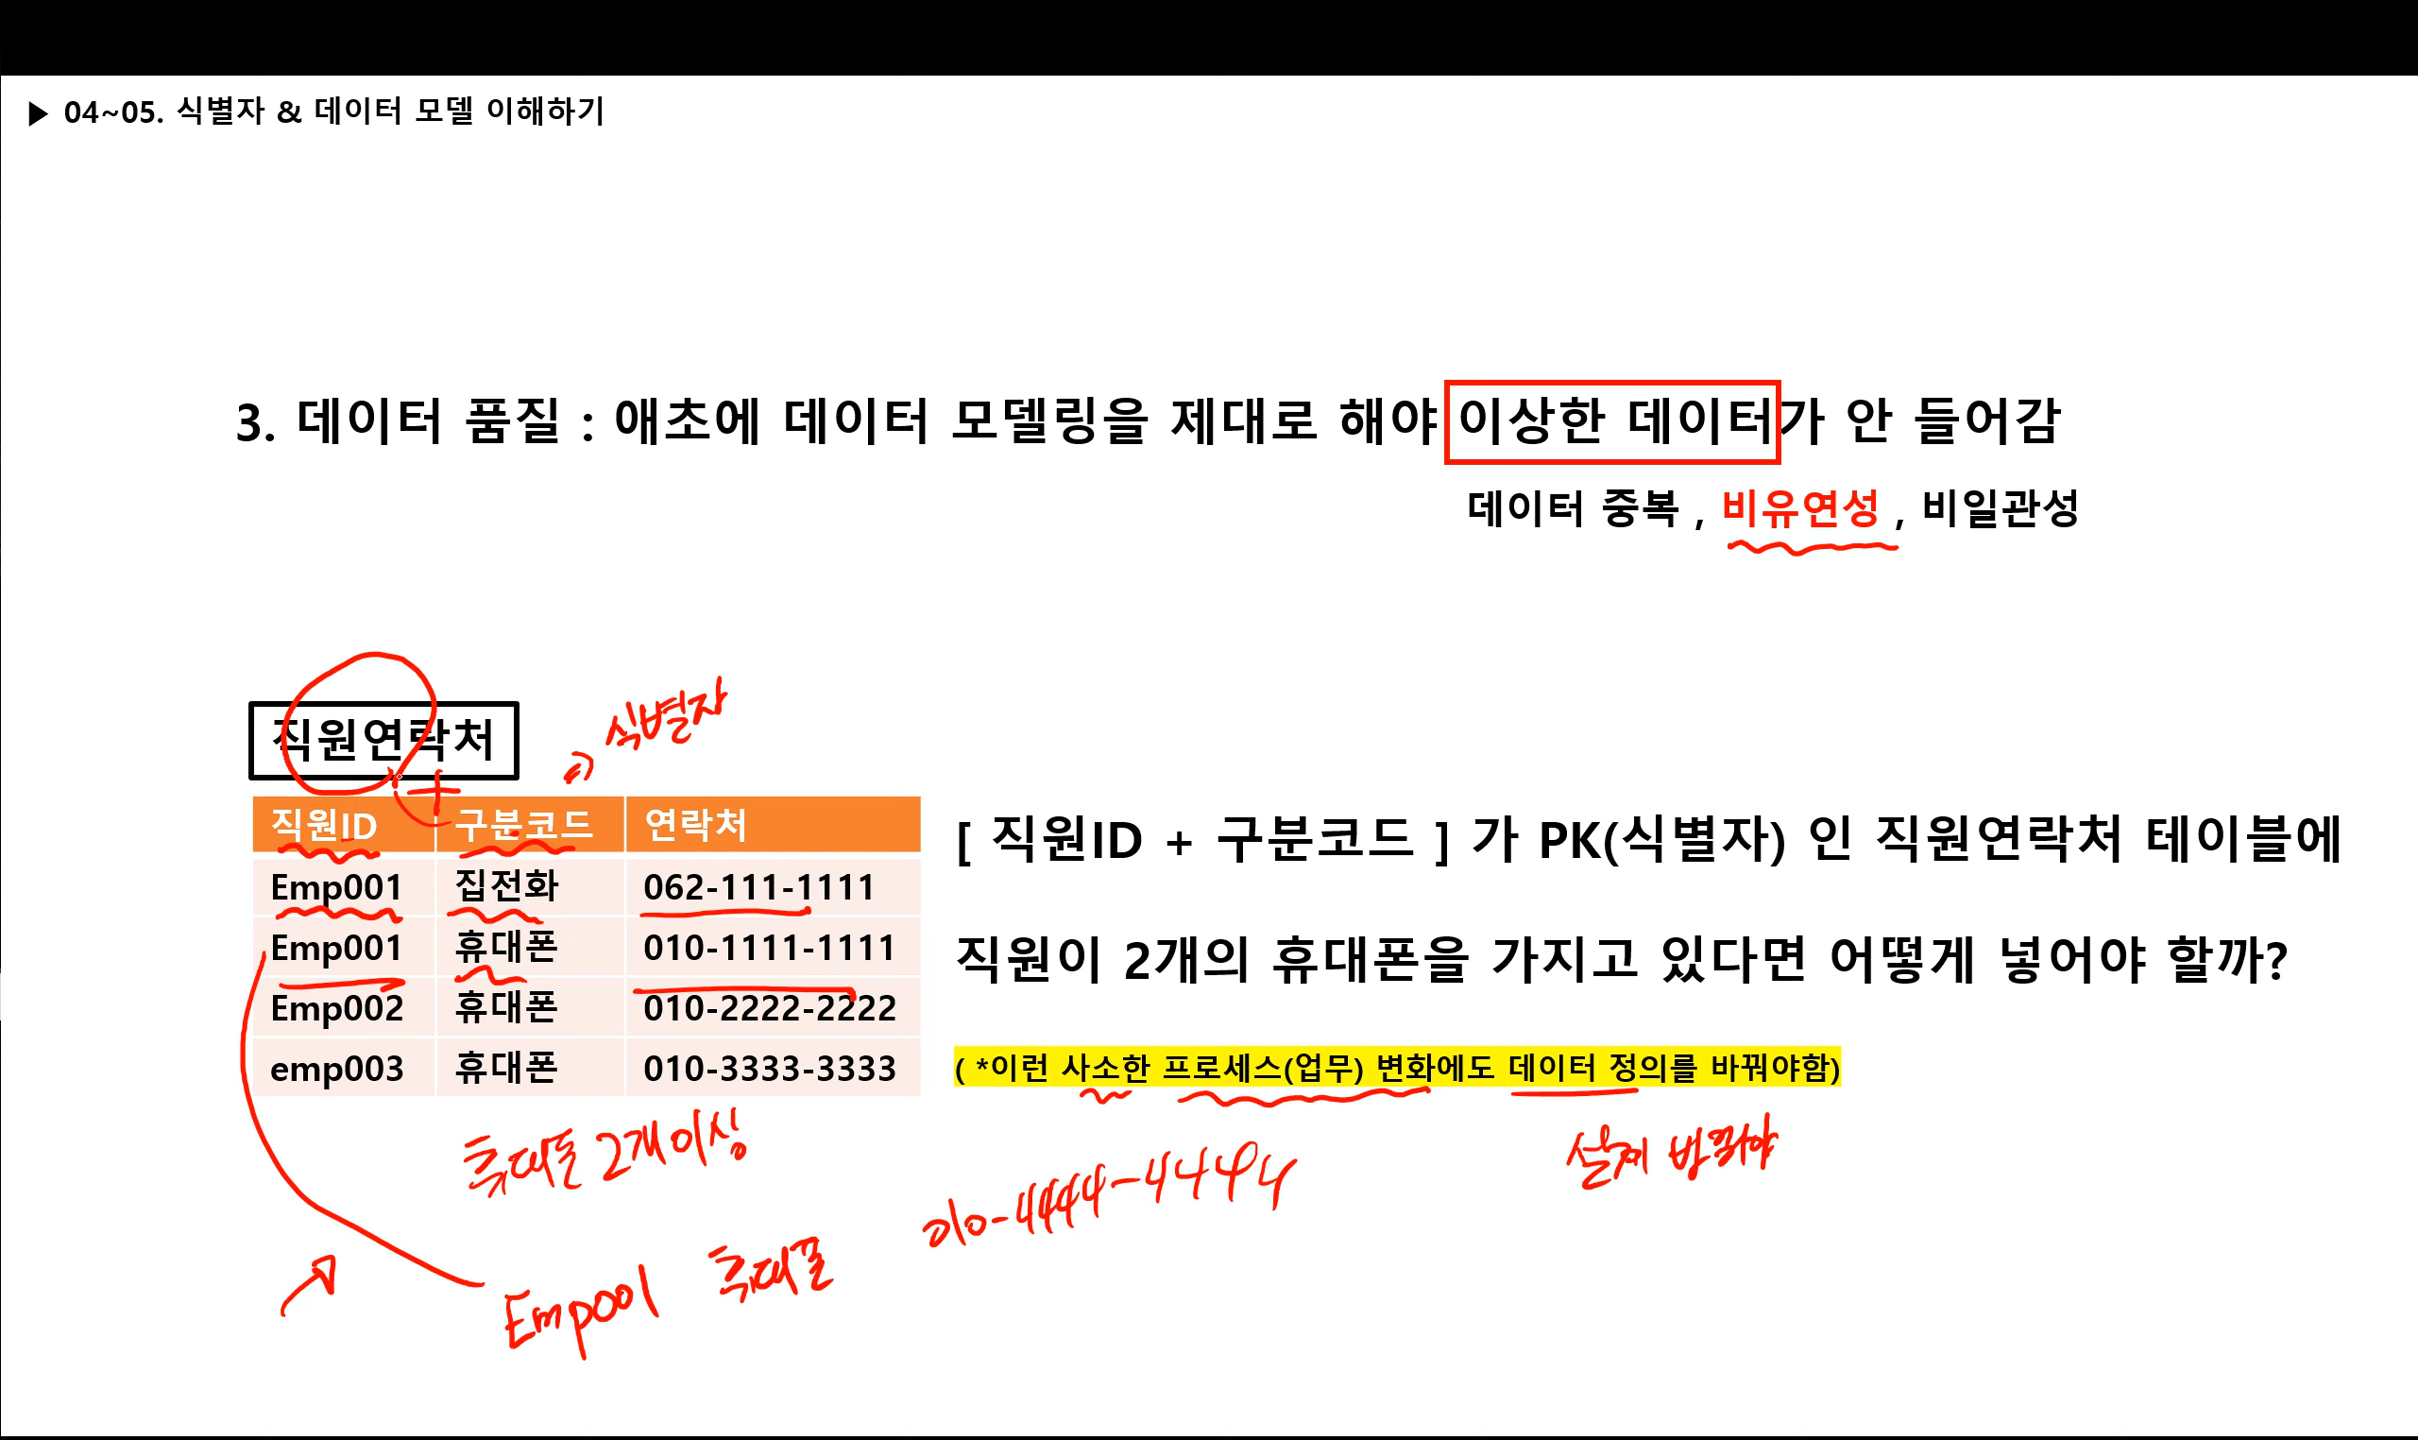 ▶ 04~05. 식별자 & 데이터 모델 이해하기
3. 데이터 품질 : 애초에 데이터 모델링을 제대로 해야 이상한 데이터가 안 들어감
데이터 중복 , 비유연성 , 비일관성
직원연락처
식별자
+
직원ID 구분코드 연락처
Emp001 집전화 062-111-1111
Emp001 휴대폰 010-1111-1111
Emp002 휴대폰 010-2222-2222
emp003 휴대폰 010-3333-3333
[ 직원ID + 구분코드 ] 가 PK(식별자) 인 직원연락처 테이블에
직원이 2개의 휴대폰을 가지고 있다면 어떻게 넣어야 할까?
( *이런 사소한 프로세스(업무) 변화에도 데이터 정의를 바꿔야함)
휴대폰 2개 이상
설계 바꿔야
Emp001 휴대폰 010-4444-4444